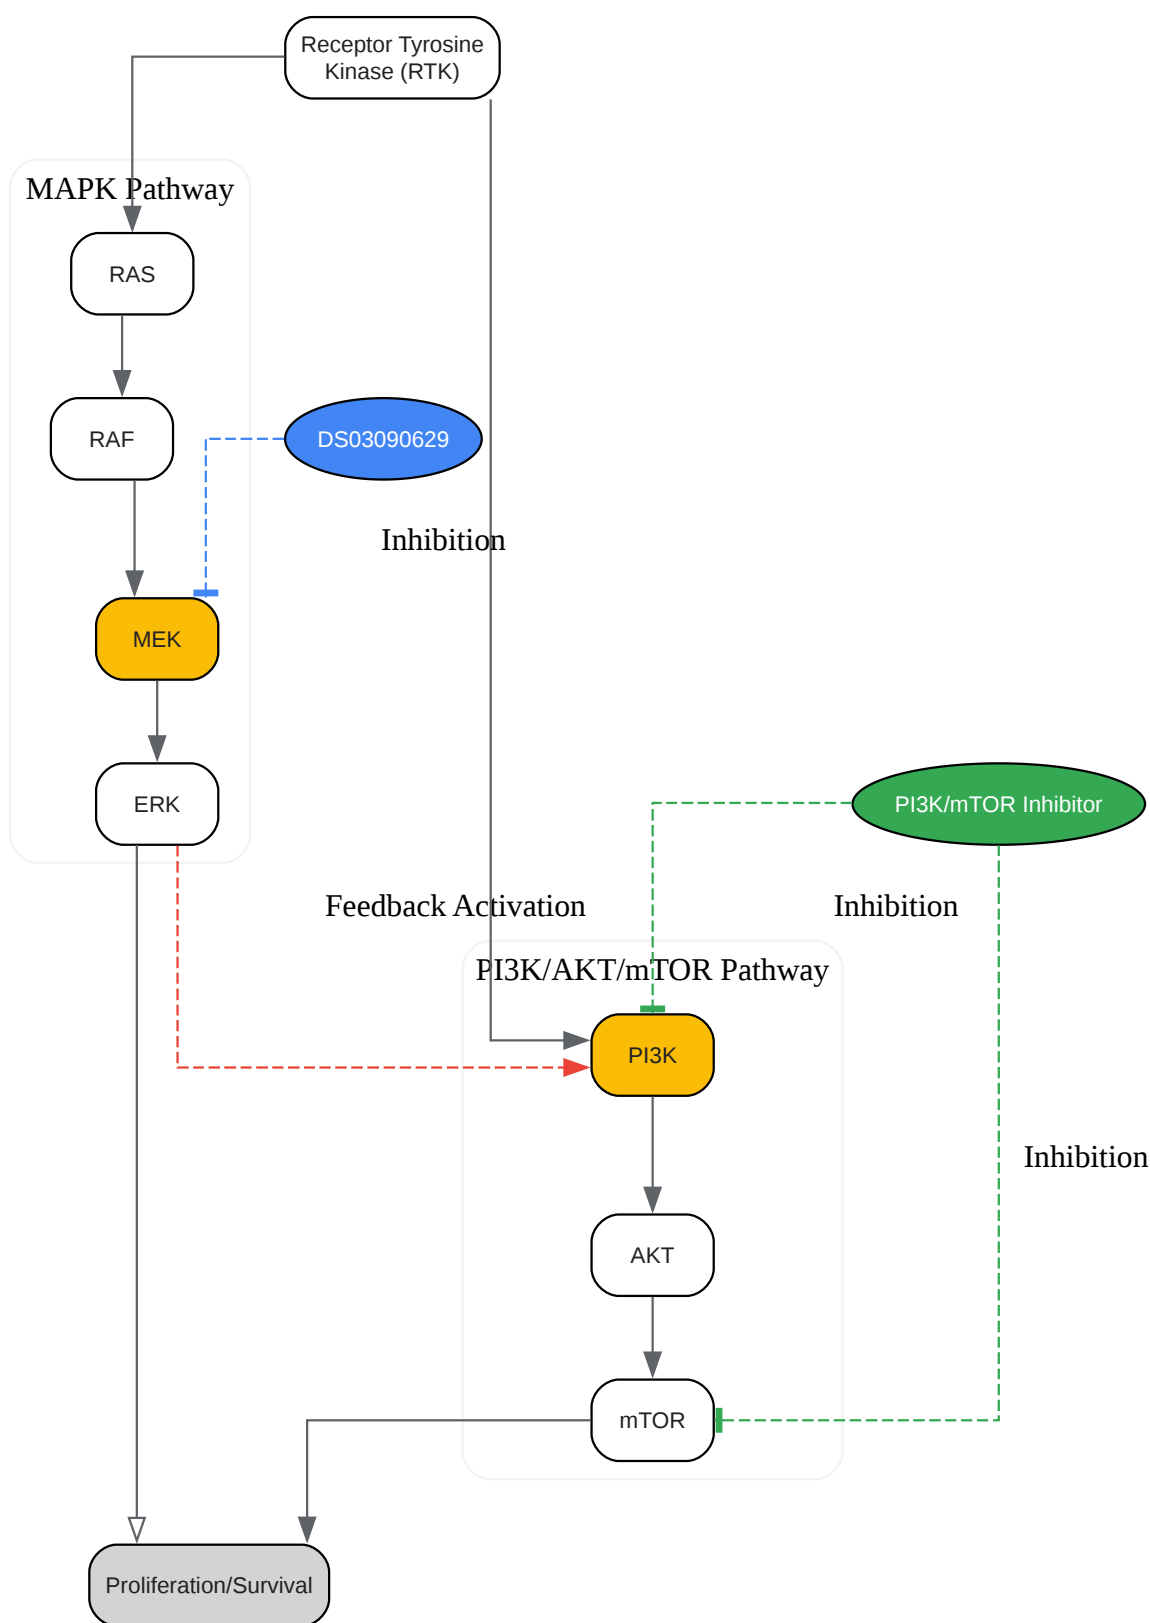 Receptor Tyrosine
Kinase (RTK)
MAPK Pathway
RAS
RAF
DS03090629
Inhibition
MEK
ERK
PI3K/mTOR Inhibitor
Feedback Activation
Inhibition
PI3K/AKT/mTOR Pathway
PI3K
Inhibition
AKT
mTOR
Proliferation/Survival